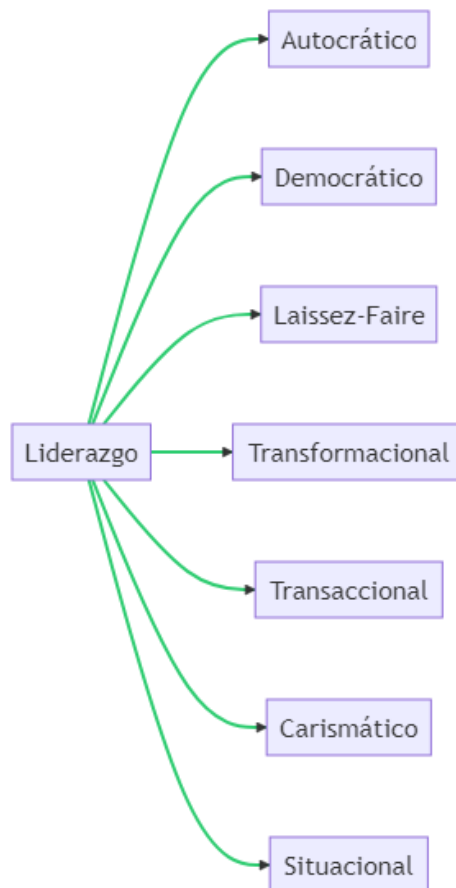 Autocrático
Democrático
Laissez-Faire
Liderazgo
Transformacional
Transaccional
Carismático
Situacional